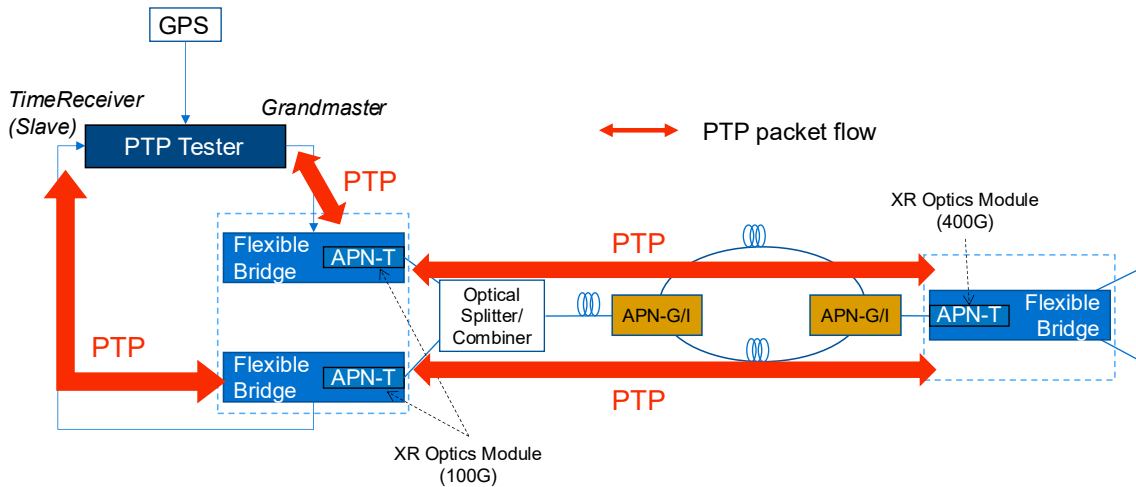 GPS
TimeReceiver
(Slave)
Grandmaster
PTP Tester
PTP packet flow
PTP
XR Optics Module
(400G)
Flexible
Bridge
APN-T
PTP
Optical
Splitter/
Combiner
APN-G/I
APN-G/I
APN-T
Flexible
Bridge
PTP
Flexible
Bridge
APN-T
PTP
XR Optics Module
(100G)